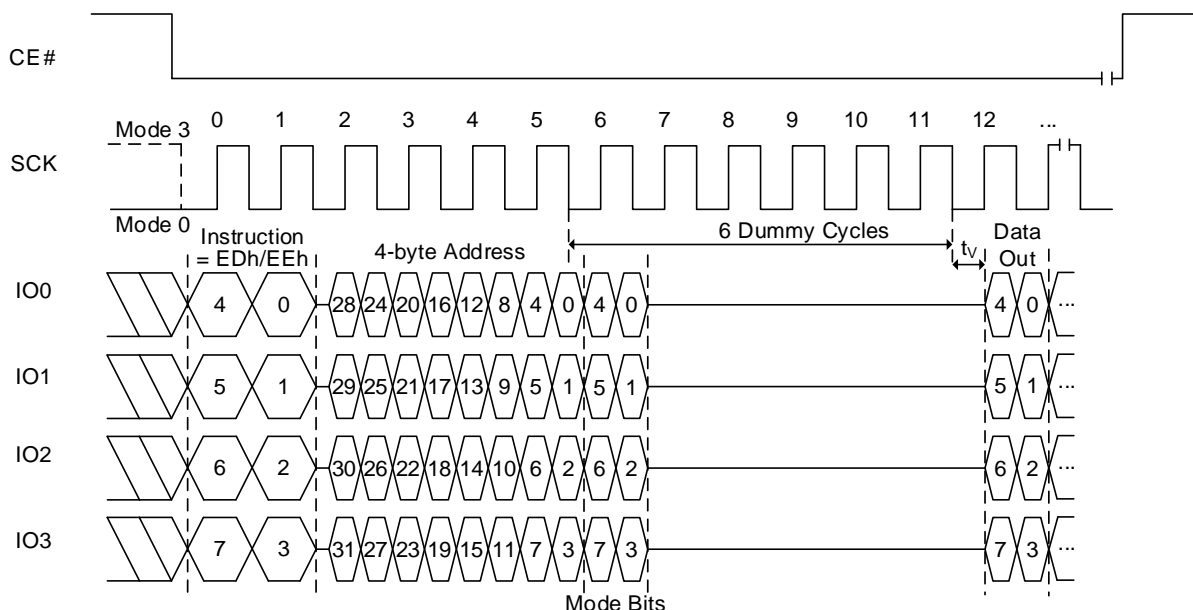 CE#
Mode 3 0 1 2 3 4 5 6 7 8 9 10 11 12 ...
SCK
Mode 0
Instruction
= EDh/EEh
4-byte Address
6 Dummy Cycles
tV
Data
Out
IO0 4 0 28 24 20 16 12 8 4 0 4 0 4 0 ...
IO1 5 1 29 25 21 17 13 9 5 1 5 1 5 1 ...
IO2 6 2 30 26 22 18 14 10 6 2 6 2 6 2 ...
IO3 7 3 31 27 23 19 15 11 7 3 7 3 7 3 ...
Mode Bits